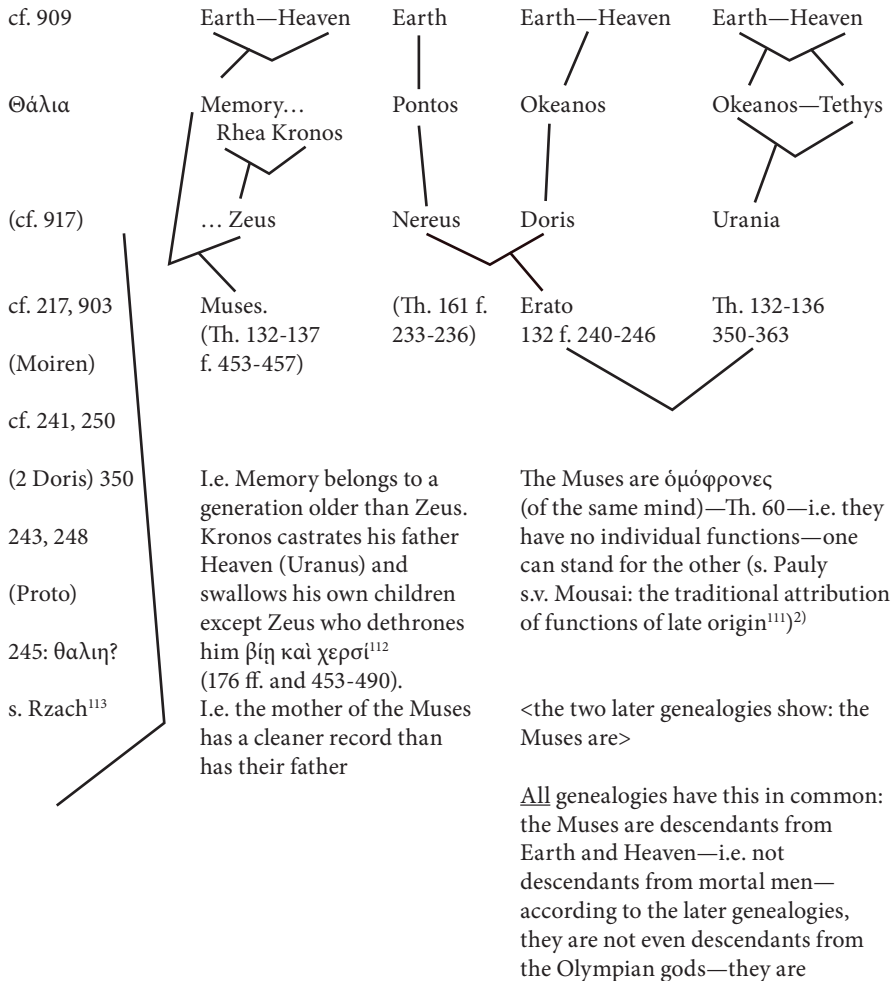 cf. 909 Earth—Heaven Earth Earth—Heaven Earth—Heaven
Θάλια Memory… Pontos Okeanos Okeanos—Tethys
Rhea Kronos
(cf. 917) … Zeus Nereus Doris Urania
cf. 217, 903 Muses. (Th. 161 f. Erato Th. 132-136
(Th. 132-137 233-236) 132 f. 240-246 350-363
(Moiren) f. 453-457)
cf. 241, 250
(2 Doris) 350
243, 248
(Proto)
245: θαλιη?
s. Rzach¹¹³
I.e. Memory belongs to a
generation older than Zeus.
Kronos castrates his father
Heaven (Uranus) and
swallows his own children
except Zeus who dethrones
him βίῃ καὶ χερσί¹¹²
(176 ff. and 453-490).
I.e. the mother of the Muses
has a cleaner record than
has their father
The Muses are ὁμόφρονες
(of the same mind)—Th. 60—i.e. they
have no individual functions—one
can stand for the other (s. Pauly
s.v. Mousai: the traditional attribution
of functions of late origin¹¹¹)²⁾
<the two later genealogies show: the
Muses are>
All genealogies have this in common:
the Muses are descendants from
Earth and Heaven—i.e. not
descendants from mortal men—
according to the later genealogies,
they are not even descendants from
the Olympian gods—they are